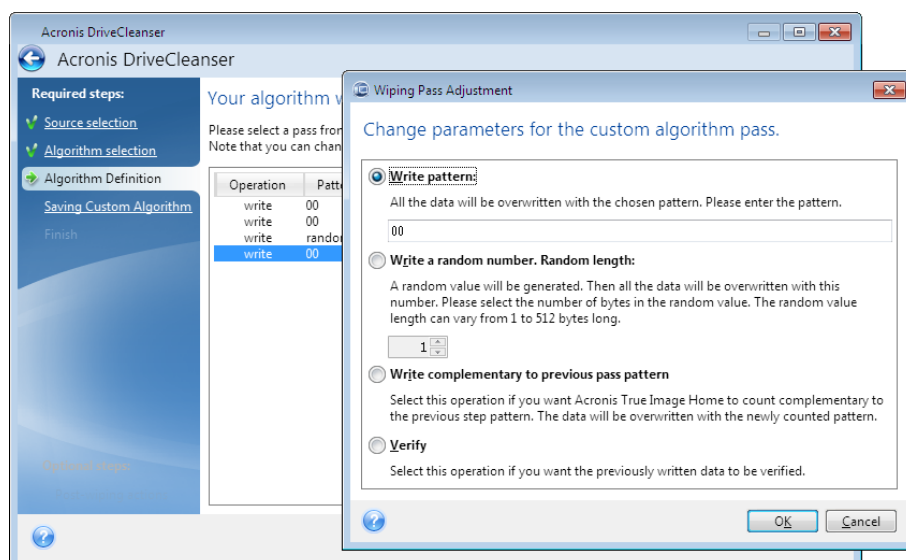 Acronis DriveCleanser
Acronis DriveCleanser
Required steps:
Source selection
Algorithm selection
Algorithm Definition
Saving Custom Algorithm
Finish
Your algorithm
Please select a pass from
Note that you can chan
Operation Patt
write 00
write 00
write random
write 00
Wiping Pass Adjustment
Change parameters for the custom algorithm pass.
Write pattern:
All the data will be overwritten with the chosen pattern. Please enter the pattern.
00
Write a random number. Random length:
A random value will be generated. Then all the data will be overwritten with this
number. Please select the number of bytes in the random value. The random value
length can vary from 1 to 512 bytes long.
1
Write complementary to previous pass pattern
Select this operation if you want Acronis True Image Home to count complementary to
the previous step pattern. The data will be overwritten with the newly counted pattern.
Verify
Select this operation if you want the previously written data to be verified.
OK
Cancel